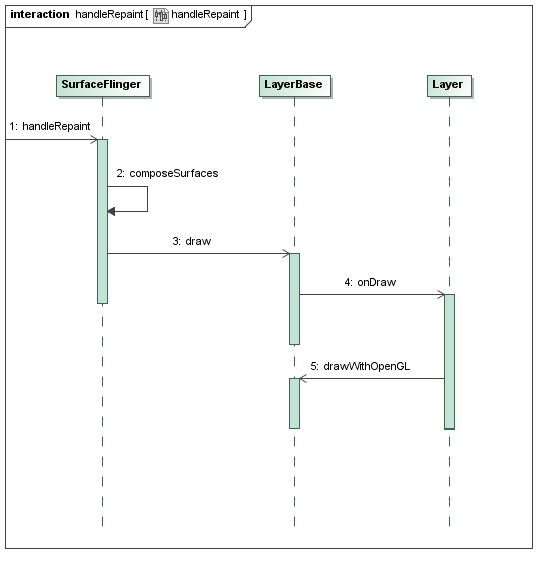 interaction handleRepaint [ handleRepaint ]
SurfaceFlinger LayerBase Layer
1: handleRepaint
2: composeSurfaces
3: draw
4: onDraw
5: drawWithOpenGL